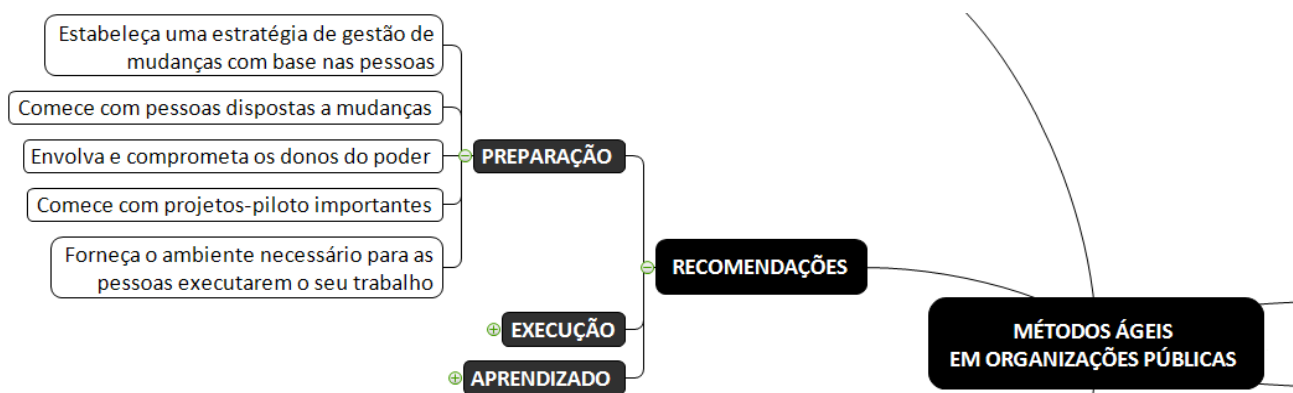 Estabeleça uma estratégia de gestão de
mudanças com base nas pessoas
Comece com pessoas dispostas a mudanças
Envolva e comprometa os donos do poder
Comece com projetos-piloto importantes
Forneça o ambiente necessário para as
pessoas executarem o seu trabalho
PREPARAÇÃO
EXECUÇÃO
APRENDIZADO
RECOMENDAÇÕES
MÉTODOS ÁGEIS
EM ORGANIZAÇÕES PÚBLICAS